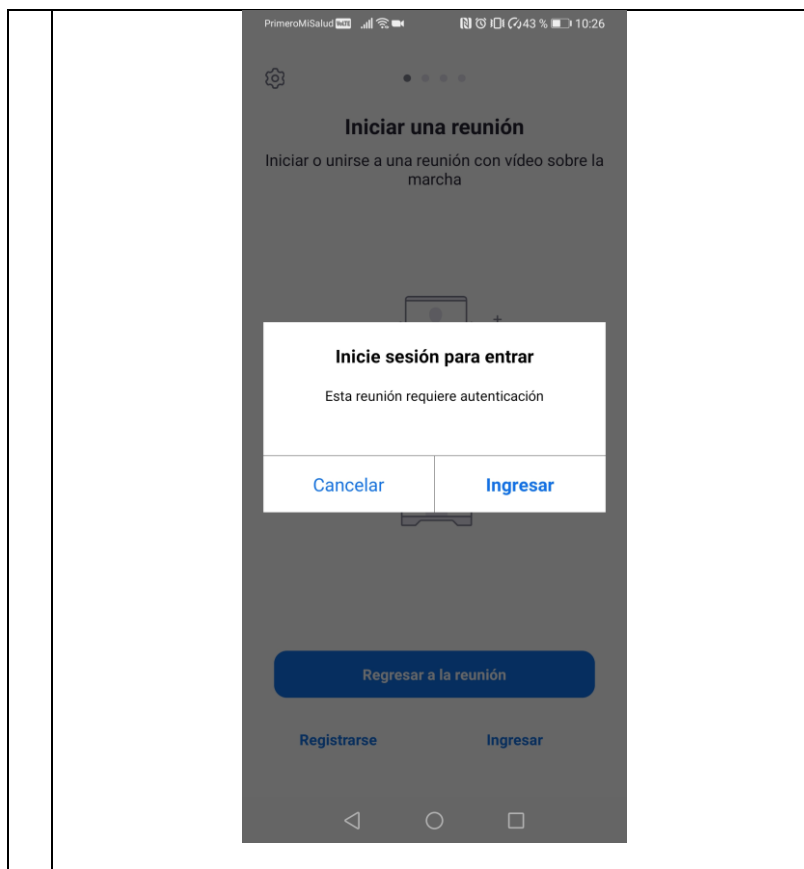 PrimeroMiSalud VoLTE 43 % 10:26
Iniciar una reunión
Iniciar o unirse a una reunión con vídeo sobre la
marcha
Inicie sesión para entrar
Esta reunión requiere autenticación
Cancelar Ingresar
Regresar a la reunión
Registrarse Ingresar